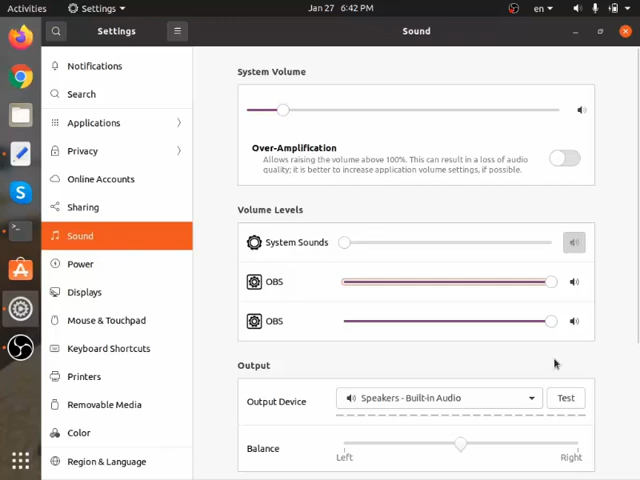 Activities
Settings
Jan 27 6:42 PM
en
Settings
Sound
Notifications
Search
Applications
Privacy
Online Accounts
Sharing
Sound
Power
Displays
Mouse & Touchpad
Keyboard Shortcuts
Printers
Removable Media
Color
Region & Language
System Volume
Over-Amplification
Allows raising the volume above 100%. This can result in a loss of audio
quality; it is better to increase application volume settings, if possible.
Volume Levels
System Sounds
OBS
OBS
Output
Output Device
Speakers - Built-in Audio
Test
Balance
Left
Right